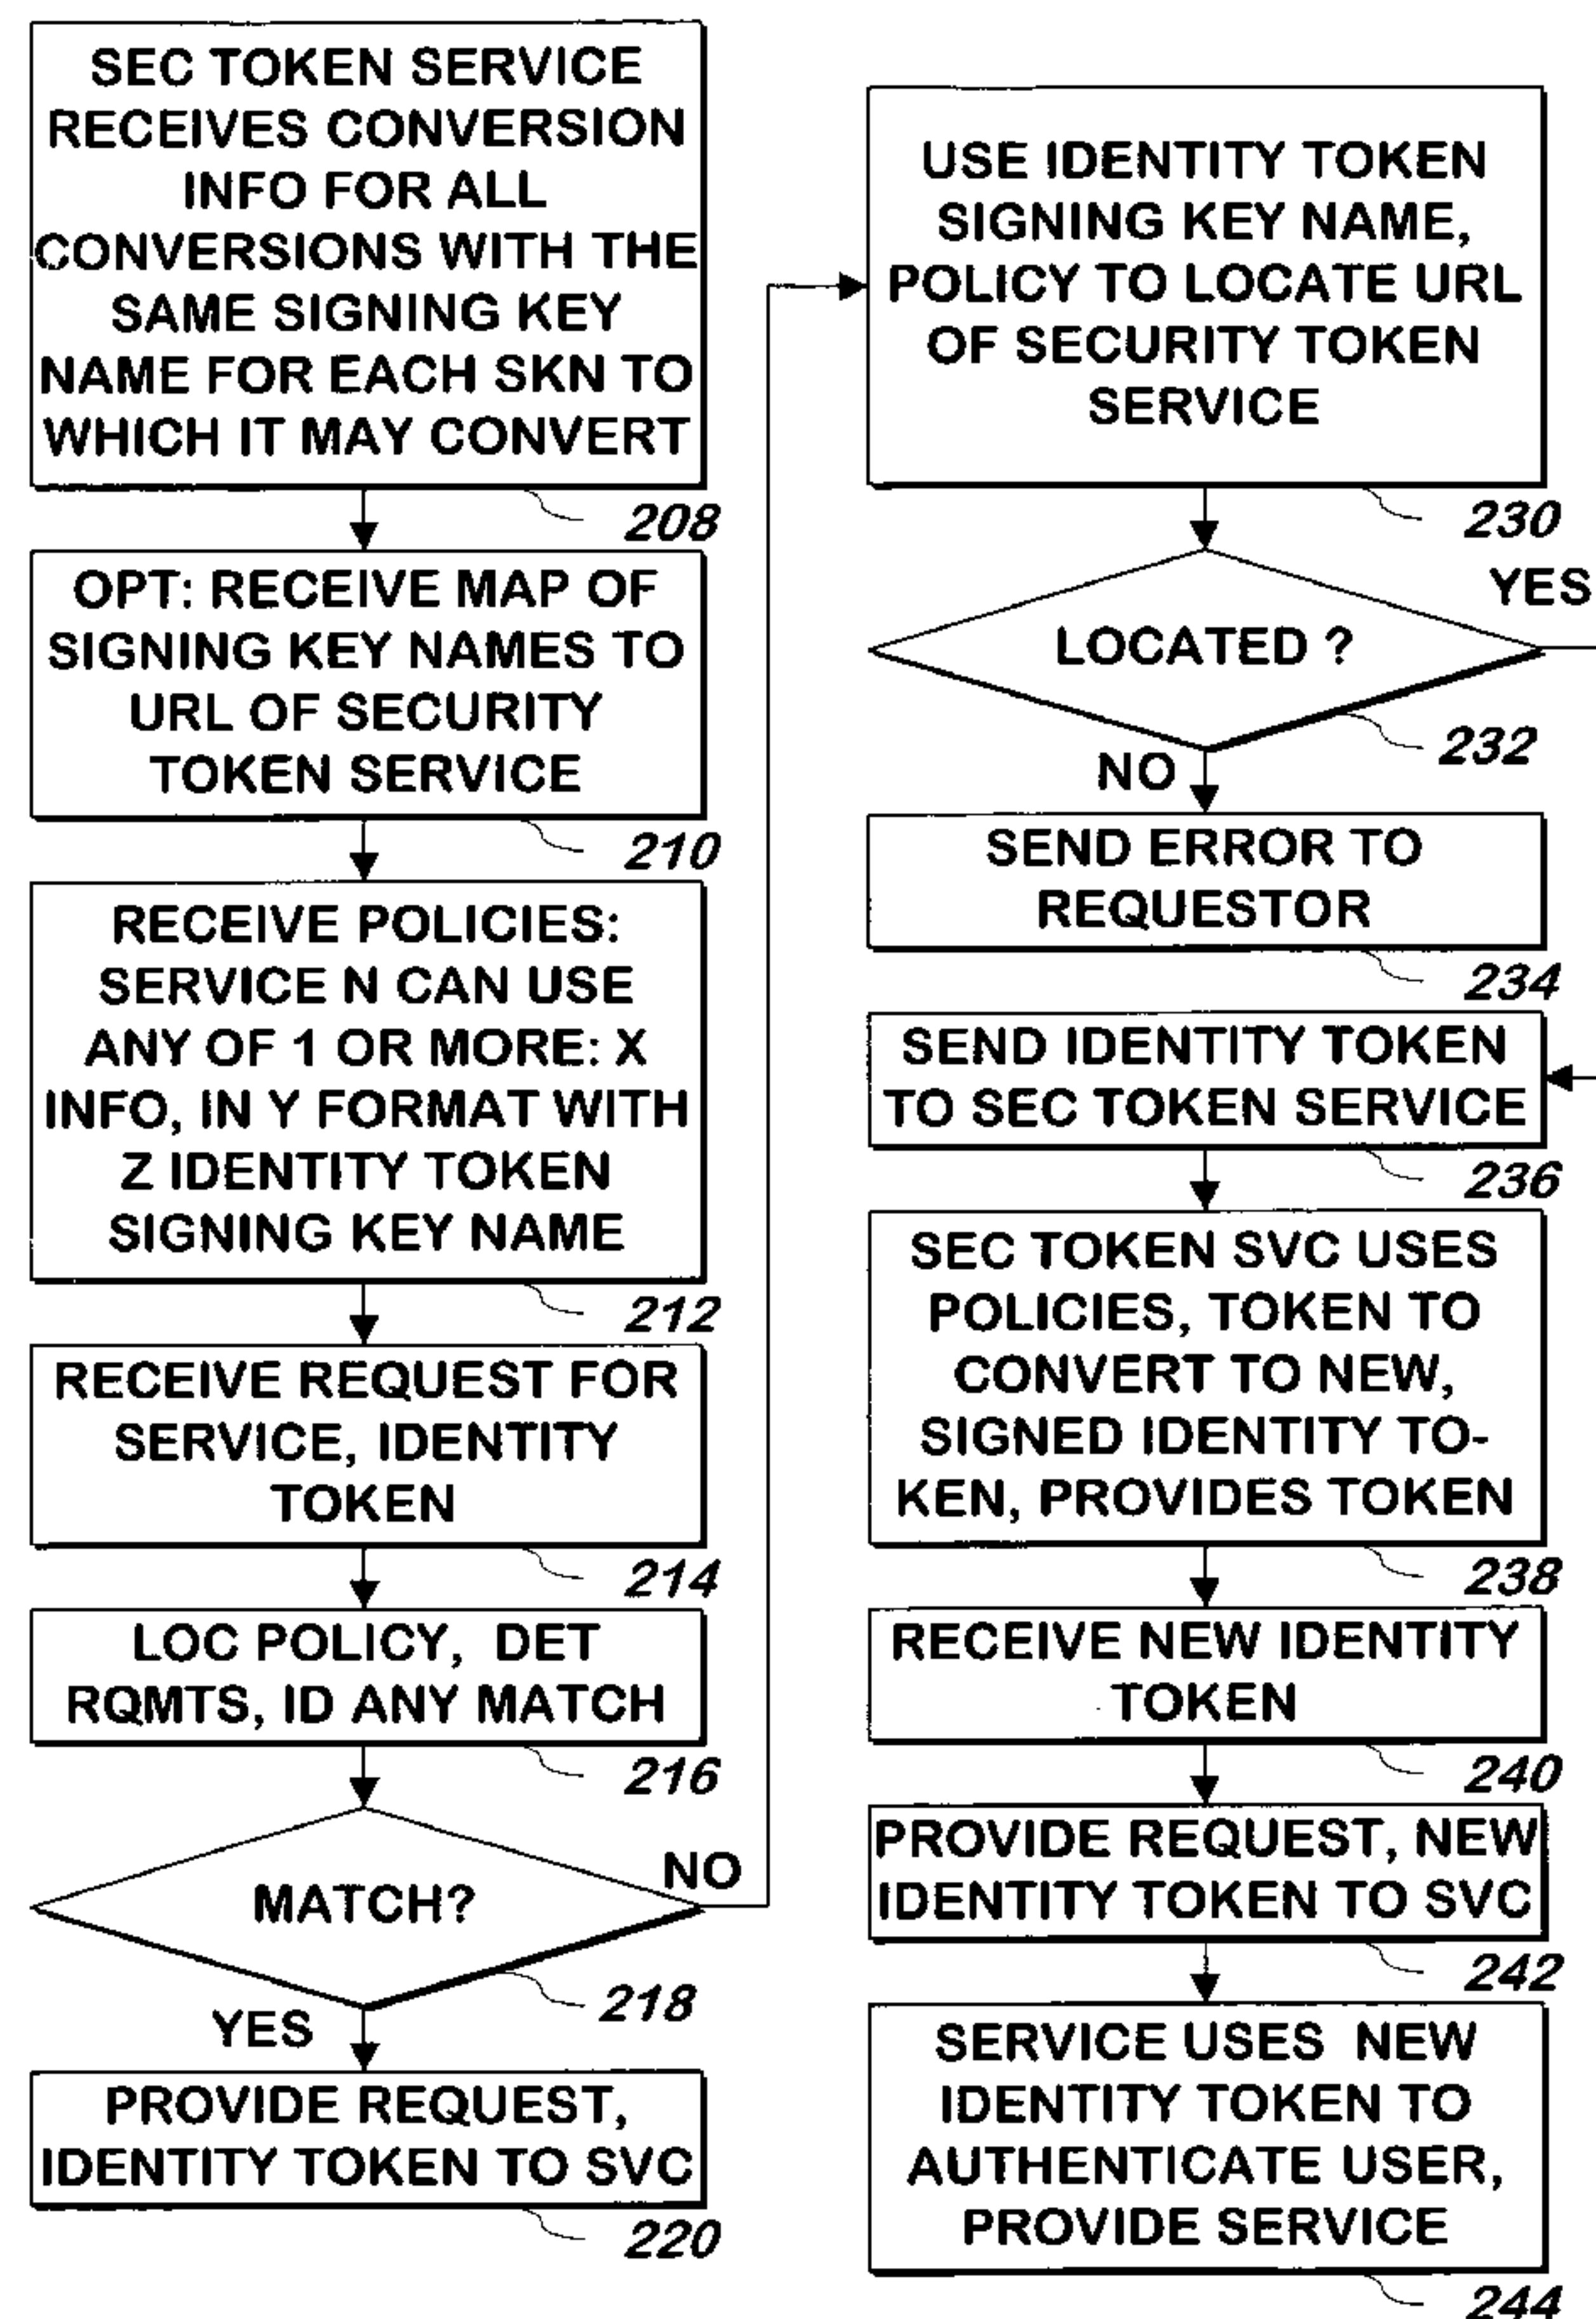 SEC TOKEN SERVICE
RECEIVES CONVERSION
INFO FOR ALL
CONVERSIONS WITH THE
SAME SIGNING KEY
NAME FOR EACH SKN TO
WHICH IT MAY CONVERT
208
OPT: RECEIVE MAP OF
SIGNING KEY NAMES TO
URL OF SECURITY
TOKEN SERVICE
210
RECEIVE POLICIES:
SERVICE N CAN USE
ANY OF 1 OR MORE: X
INFO, IN Y FORMAT WITH
Z IDENTITY TOKEN
SIGNING KEY NAME
212
RECEIVE REQUEST FOR
SERVICE, IDENTITY
TOKEN
214
LOC POLICY, DET
RQMTS, ID ANY MATCH
216
MATCH?
NO
218
YES
PROVIDE REQUEST,
IDENTITY TOKEN TO SVC
220
USE IDENTITY TOKEN
SIGNING KEY NAME,
POLICY TO LOCATE URL
OF SECURITY TOKEN
SERVICE
230
YES
LOCATED ?
232
NO
SEND ERROR TO
REQUESTOR
234
SEND IDENTITY TOKEN
TO SEC TOKEN SERVICE
236
SEC TOKEN SVC USES
POLICIES, TOKEN TO
CONVERT TO NEW,
SIGNED IDENTITY TO-
KEN, PROVIDES TOKEN
238
RECEIVE NEW IDENTITY
TOKEN
240
PROVIDE REQUEST, NEW
IDENTITY TOKEN TO SVC
242
SERVICE USES NEW
IDENTITY TOKEN TO
AUTHENTICATE USER,
PROVIDE SERVICE
244